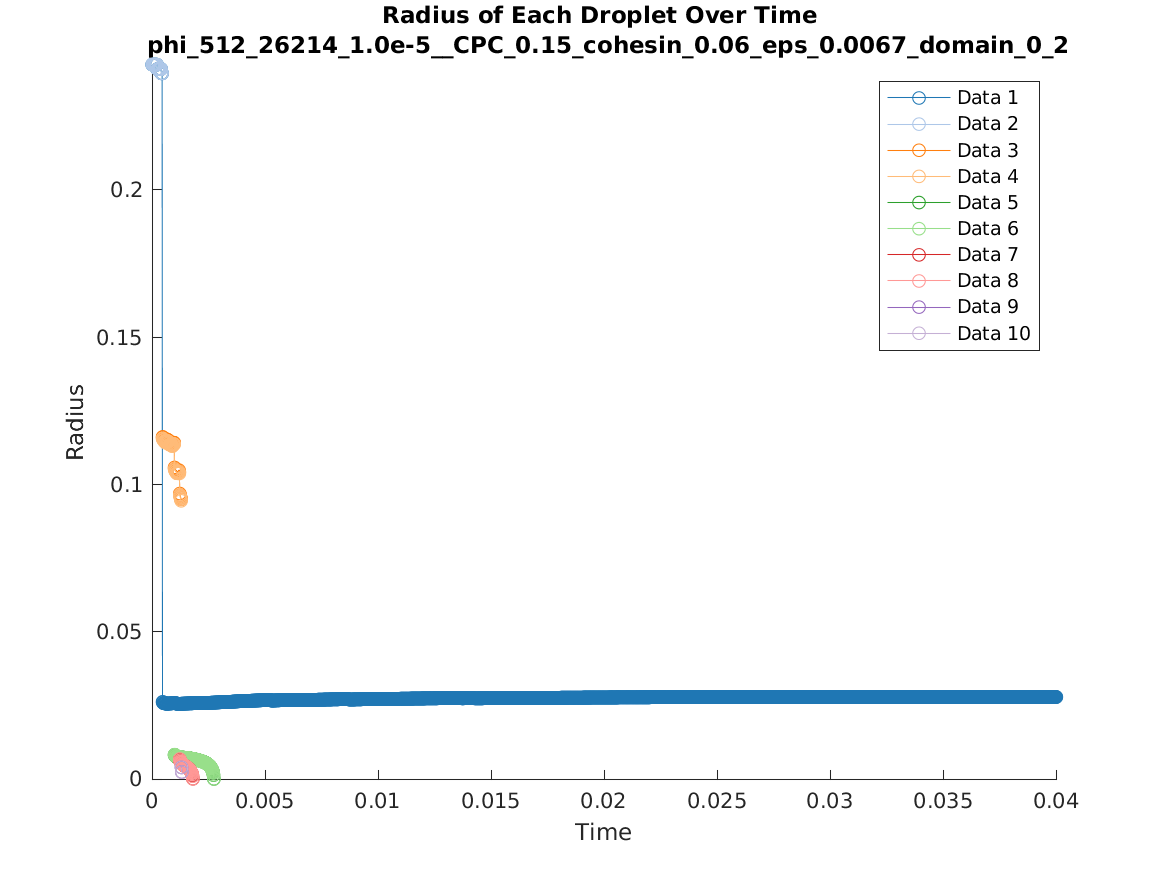 Radius of Each Droplet Over Time
phi_512_26214_1.0e-5__CPC_0.15_cohesin_0.06_eps_0.0067_domain_0_2
Data 1
Data 2
Data 3
Data 4
Data 5
Data 6
Data 7
Data 8
Data 9
Data 10
0.2
0.15
0.1
0.05
0
Radius
0
0.005
0.01
0.015
0.02
0.025
0.03
0.035
0.04
Time